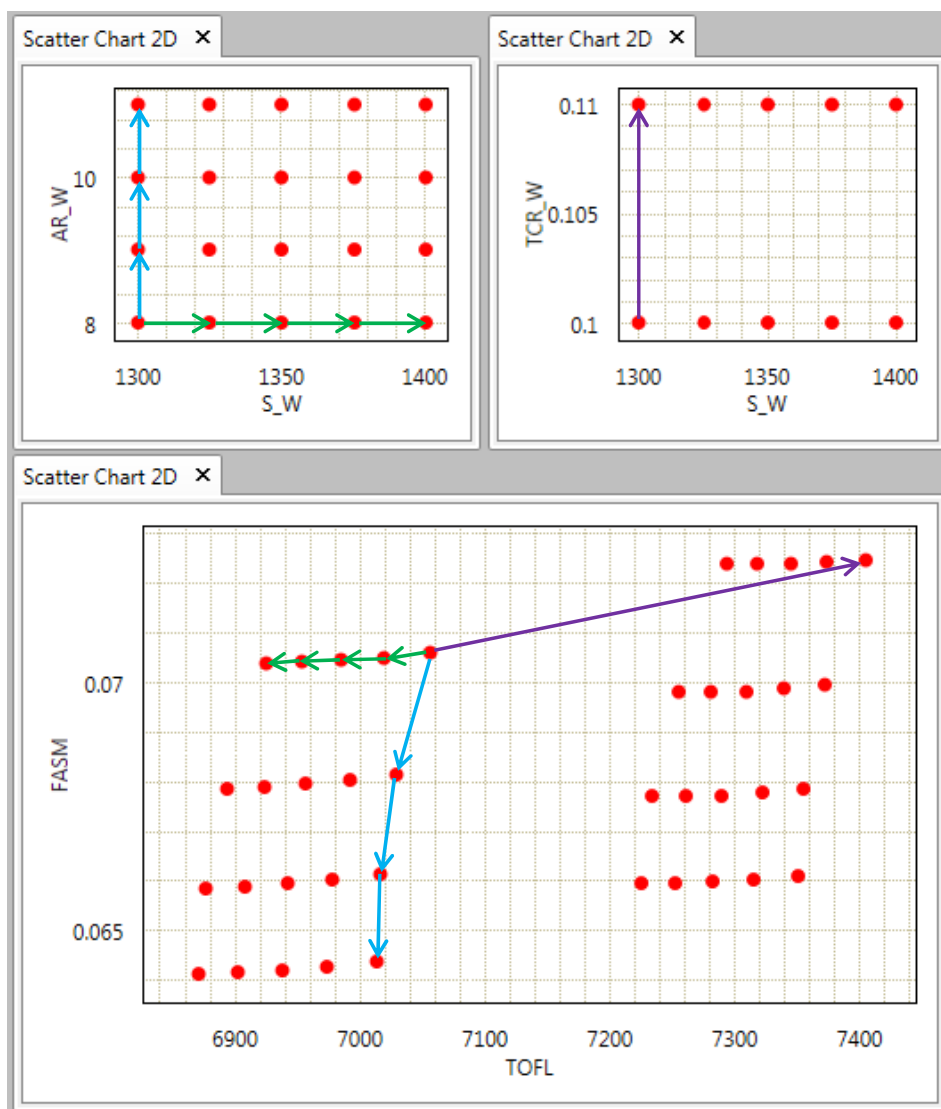 Scatter Chart 2D ×
AR_W
10
8
1300 1350 1400
S_W
Scatter Chart 2D ×
TCR_W
0.11
0.105
0.1
1300 1350 1400
S_W
Scatter Chart 2D ×
FASM
0.07
0.065
6900 7000 7100 7200 7300 7400
TOFL